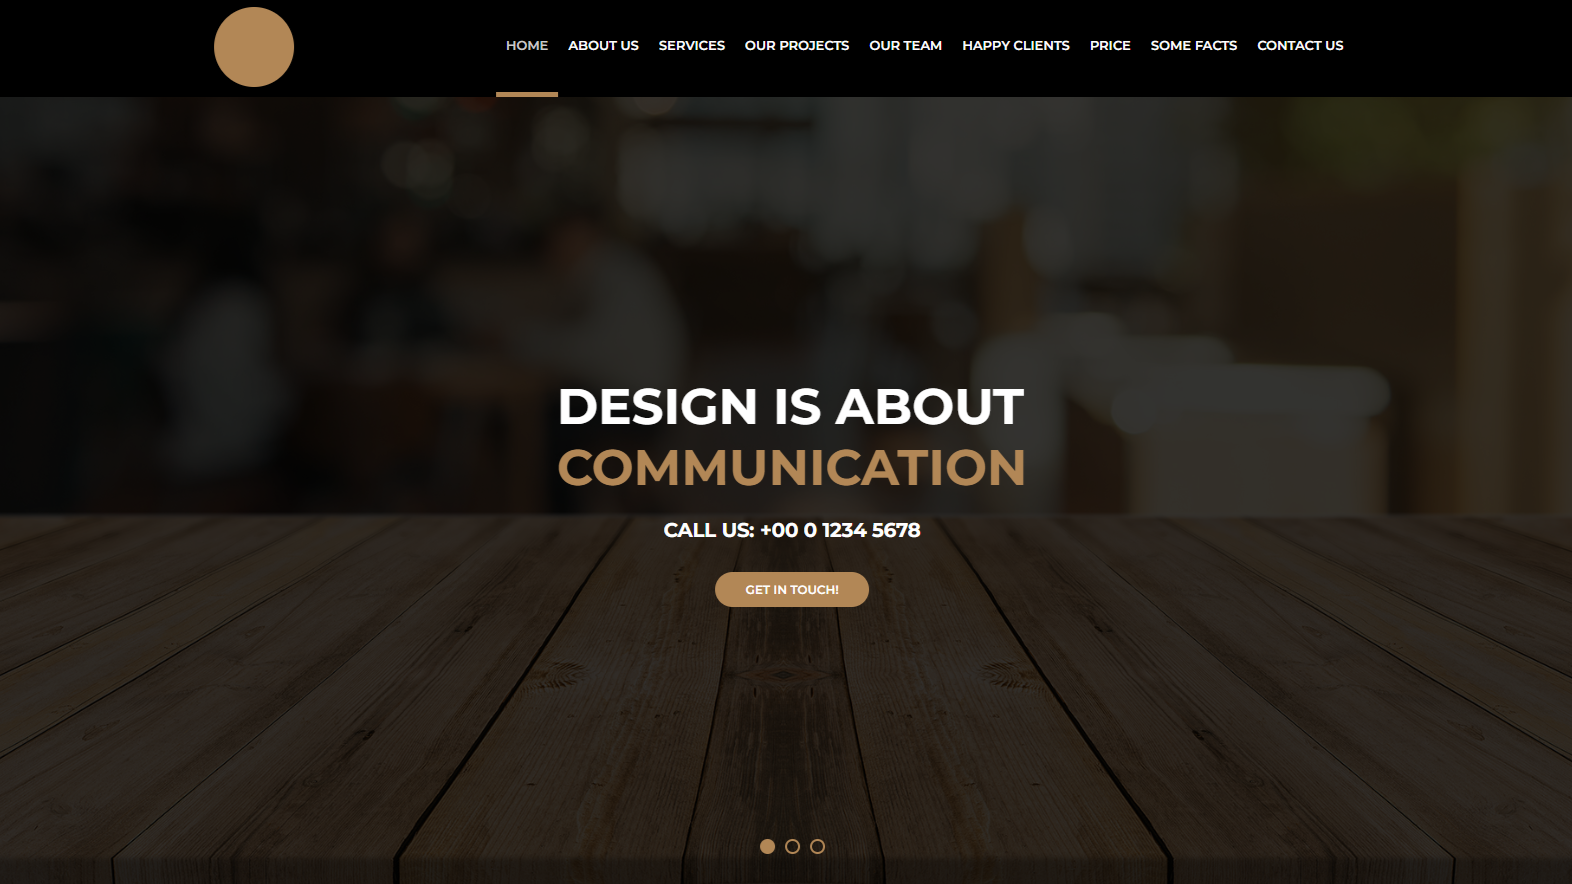 HOME ABOUT US SERVICES OUR PROJECTS OUR TEAM HAPPY CLIENTS PRICE SOME FACTS CONTACT US
DESIGN IS ABOUT
COMMUNICATION
CALL US: +00 0 1234 5678
GET IN TOUCH!